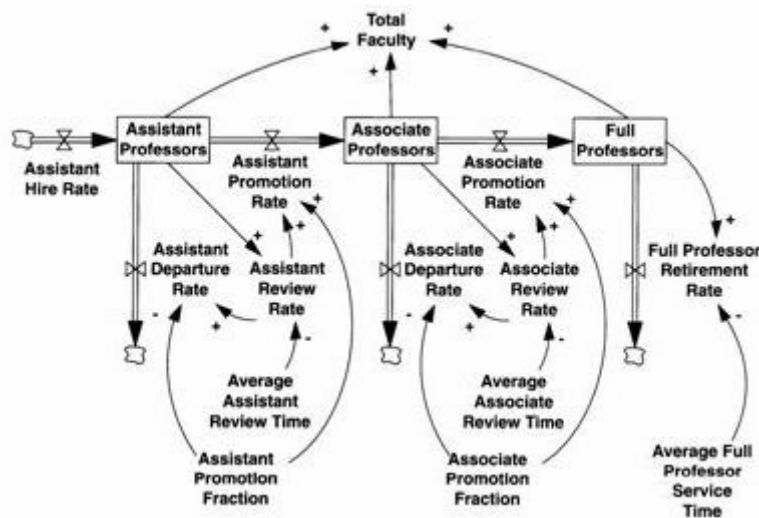 Total
Faculty
+
+
+
Assistant
Professors
Associate
Professors
Full
Professors
Assistant
Hire Rate
Assistant
Promotion
Rate
Associate
Promotion
Rate
+
+
+
+
+
+
+
Assistant
Departure
Rate
Assistant
Review
Rate
Associate
Departure
Rate
Associate
Review
Rate
Full Professor
Retirement
Rate
-
+
-
-
+
-
-
Average
Assistant
Review Time
Average
Associate
Review Time
Assistant
Promotion
Fraction
Associate
Promotion
Fraction
Average Full
Professor
Service
Time